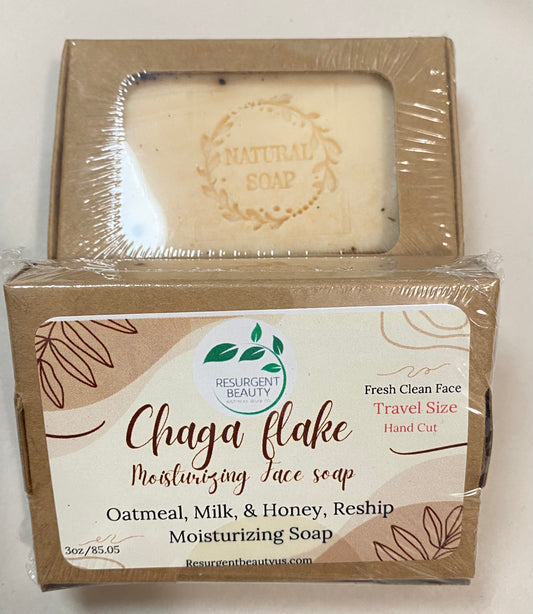 NATURAL
SOAP
RESURGENT
BEAUTY
Fresh Clean Face
Travel Size
Hand Cut
Chaga flake
Moisturizing Face soap
Oatmeal, Milk, & Honey, Reship
Moisturizing Soap
3oz/85.05
Resurgentbeautyus.com